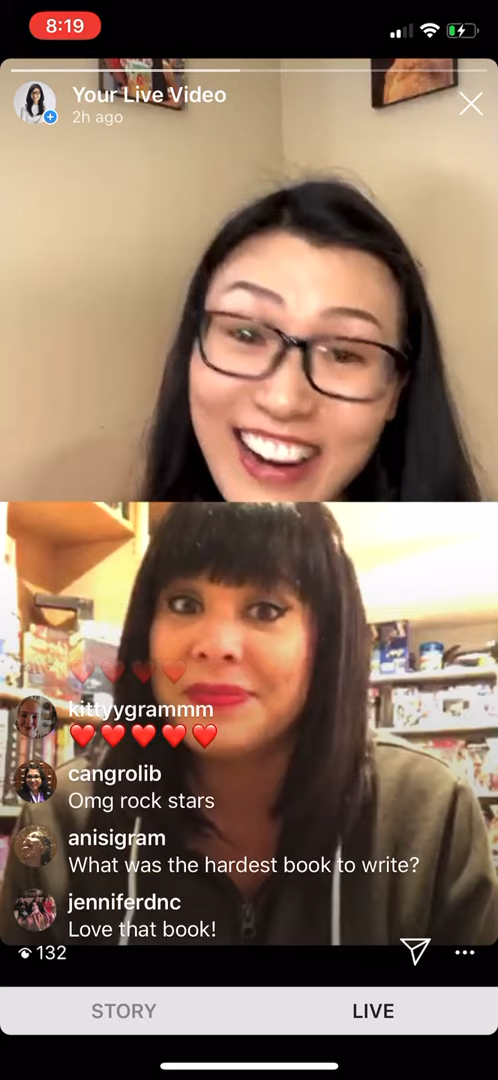 8:19
Your Live Video
2h ago
kittyygrammm
❤️❤️❤️❤️❤️
cangrolib
Omg rock stars
anisigram
What was the hardest book to write?
jenniferdnc
Love that book!
132
STORY
LIVE